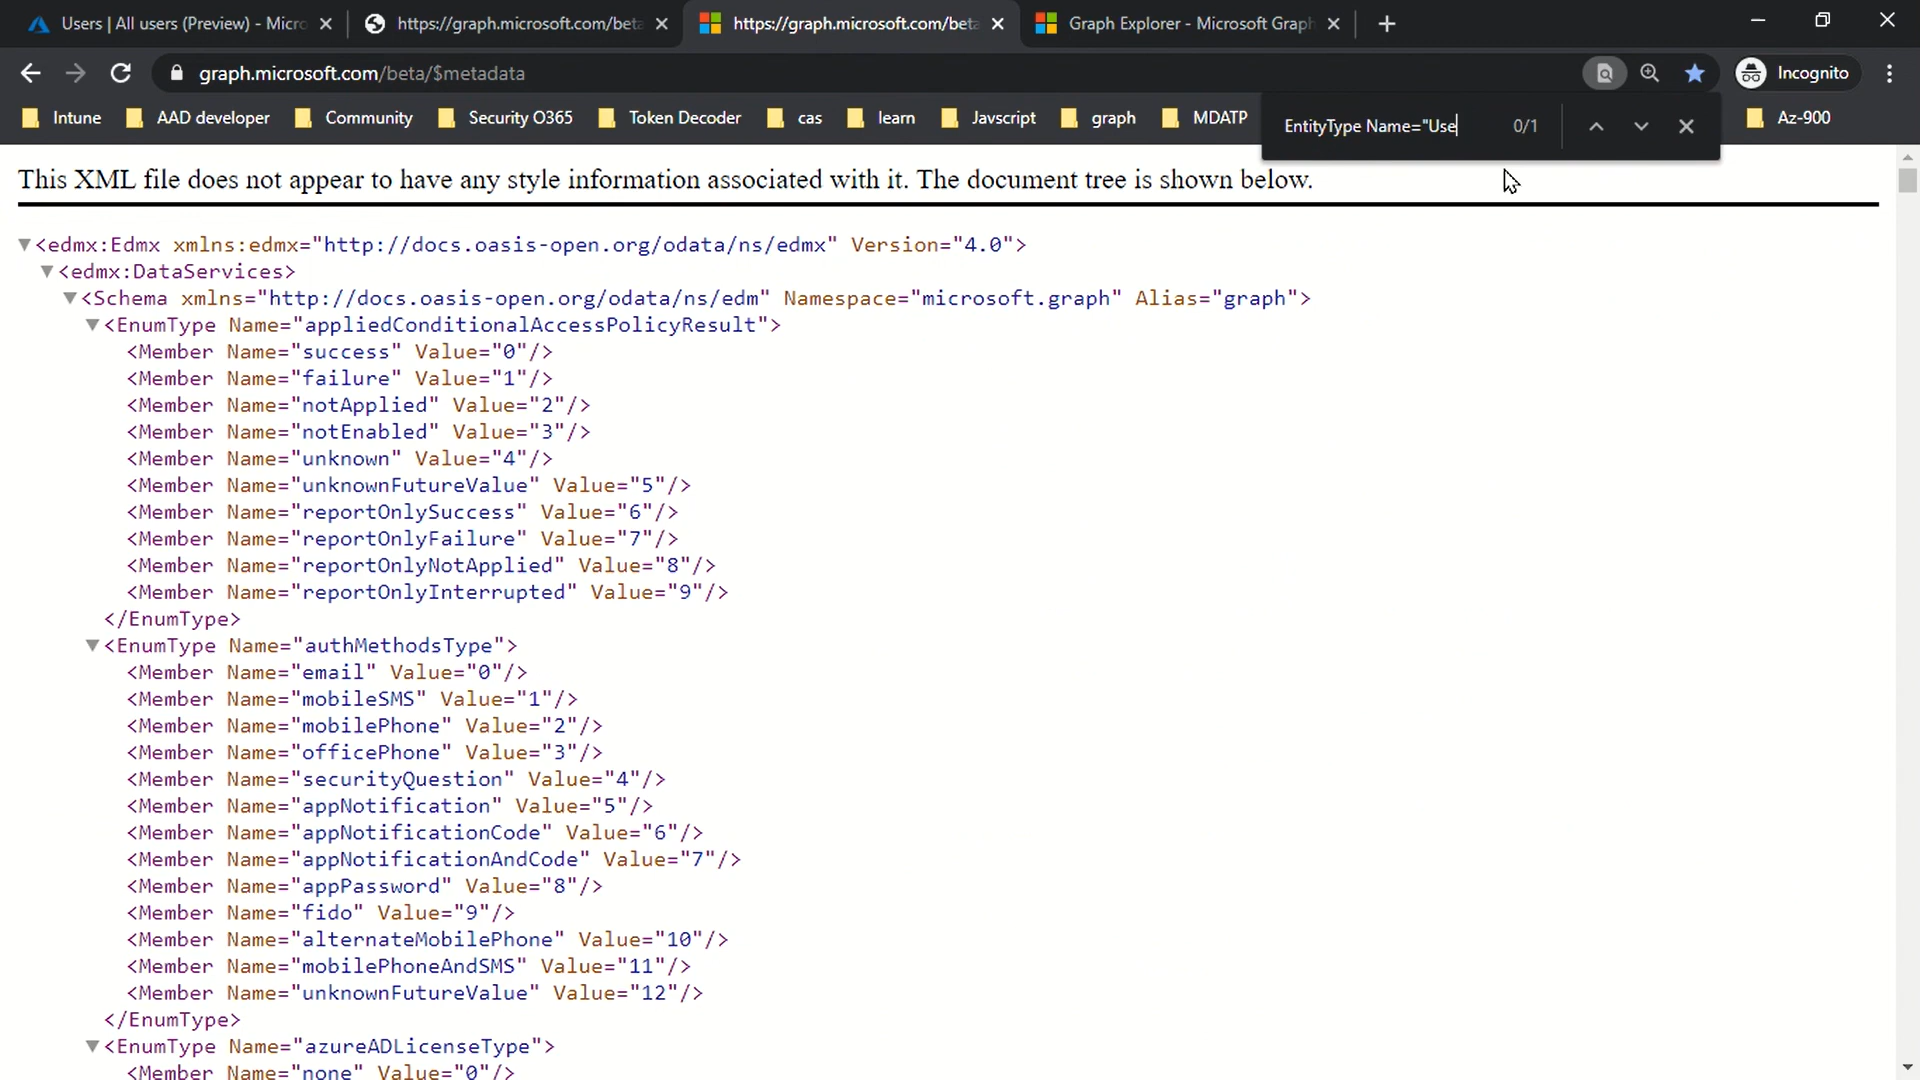 Users | All users (Preview) - Micro
https://graph.microsoft.com/beta
https://graph.microsoft.com/beta
Graph Explorer - Microsoft Graph
graph.microsoft.com/beta/$metadata
Incognito
Intune
AAD developer
Community
Security O365
Token Decoder
cas
learn
Javscript
graph
MDATP
EntityType Name="Use
0/1
Az-900
This XML file does not appear to have any style information associated with it. The document tree is shown below.
<edmx:Edmx xmlns:edmx="http://docs.oasis-open.org/odata/ns/edmx" Version="4.0">
<edmx:DataServices>
<Schema xmlns="http://docs.oasis-open.org/odata/ns/edm" Namespace="microsoft.graph" Alias="graph">
<EnumType Name="appliedConditionalAccessPolicyResult">
<Member Name="success" Value="0"/>
<Member Name="failure" Value="1"/>
<Member Name="notApplied" Value="2"/>
<Member Name="notEnabled" Value="3"/>
<Member Name="unknown" Value="4"/>
<Member Name="unknownFutureValue" Value="5"/>
<Member Name="reportOnlySuccess" Value="6"/>
<Member Name="reportOnlyFailure" Value="7"/>
<Member Name="reportOnlyNotApplied" Value="8"/>
<Member Name="reportOnlyInterrupted" Value="9"/>
</EnumType>
<EnumType Name="authMethodsType">
<Member Name="email" Value="0"/>
<Member Name="mobileSMS" Value="1"/>
<Member Name="mobilePhone" Value="2"/>
<Member Name="officePhone" Value="3"/>
<Member Name="securityQuestion" Value="4"/>
<Member Name="appNotification" Value="5"/>
<Member Name="appNotificationCode" Value="6"/>
<Member Name="appNotificationAndCode" Value="7"/>
<Member Name="appPassword" Value="8"/>
<Member Name="fido" Value="9"/>
<Member Name="alternateMobilePhone" Value="10"/>
<Member Name="mobilePhoneAndSMS" Value="11"/>
<Member Name="unknownFutureValue" Value="12"/>
</EnumType>
<EnumType Name="azureADLicenseType">
<Member Name="none" Value="0"/>